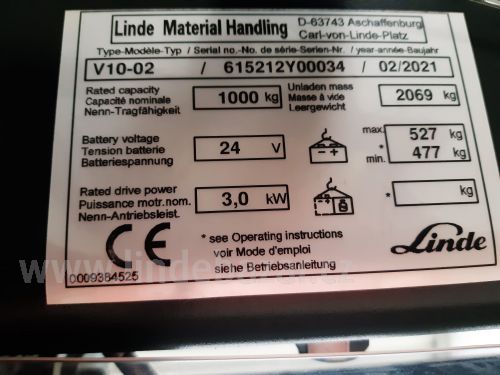 Linde Material Handling D-63743 Aschaffenburg
Carl-von-Linde-Platz
Type-Modèle-Typ / Serial no.-No. de série-Serien-Nr. / year-année-Baujahr
V10-02 / 615212Y00034 / 02/2021
Rated capacity
Capacité nominale
Nenn-Tragfähigkeit
1000 kg
Unladen mass
Masse à vide
Leergewicht
2069 kg
Battery voltage
Tension batterie
Batteriespannung
24 V
- +
max. 527 kg
*
min. 477 kg
Rated drive power
Puissance motr.nom.
Nenn-Antriebsleist.
3,0 kW
* kg
CE
* see Operating instructions
voir Mode d'emploi
siehe Betriebsanleitung
Linde
0009384525